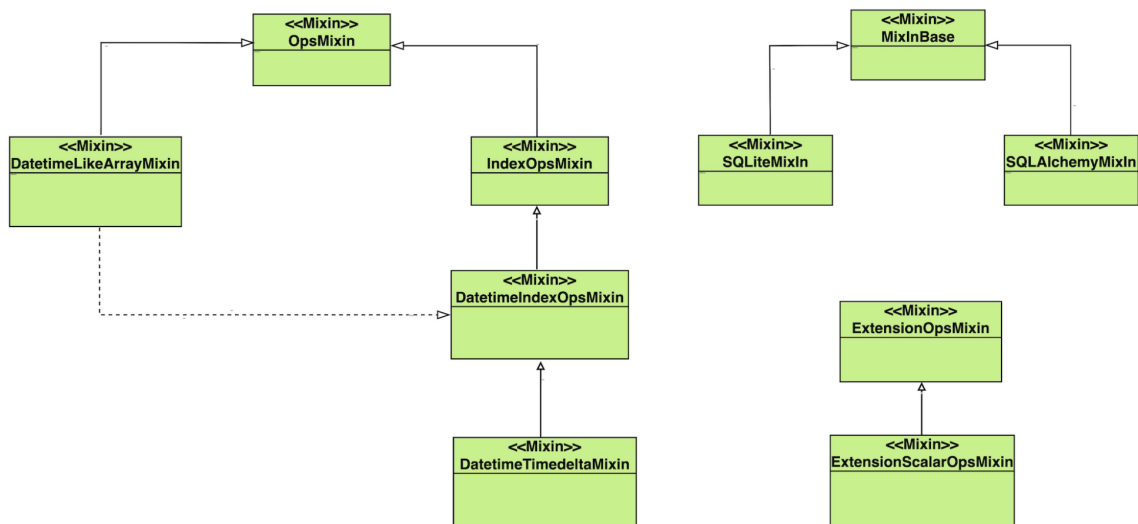 <<Mixin>>
OpsMixin
<<Mixin>>
MixInBase
<<Mixin>>
DatetimeLikeArrayMixin
<<Mixin>>
IndexOpsMixin
<<Mixin>>
SQLiteMixIn
<<Mixin>>
SQLAlchemyMixIn
<<Mixin>>
DatetimeIndexOpsMixin
<<Mixin>>
ExtensionOpsMixin
<<Mixin>>
DatetimeTimedeltaMixin
<<Mixin>>
ExtensionScalarOpsMixin